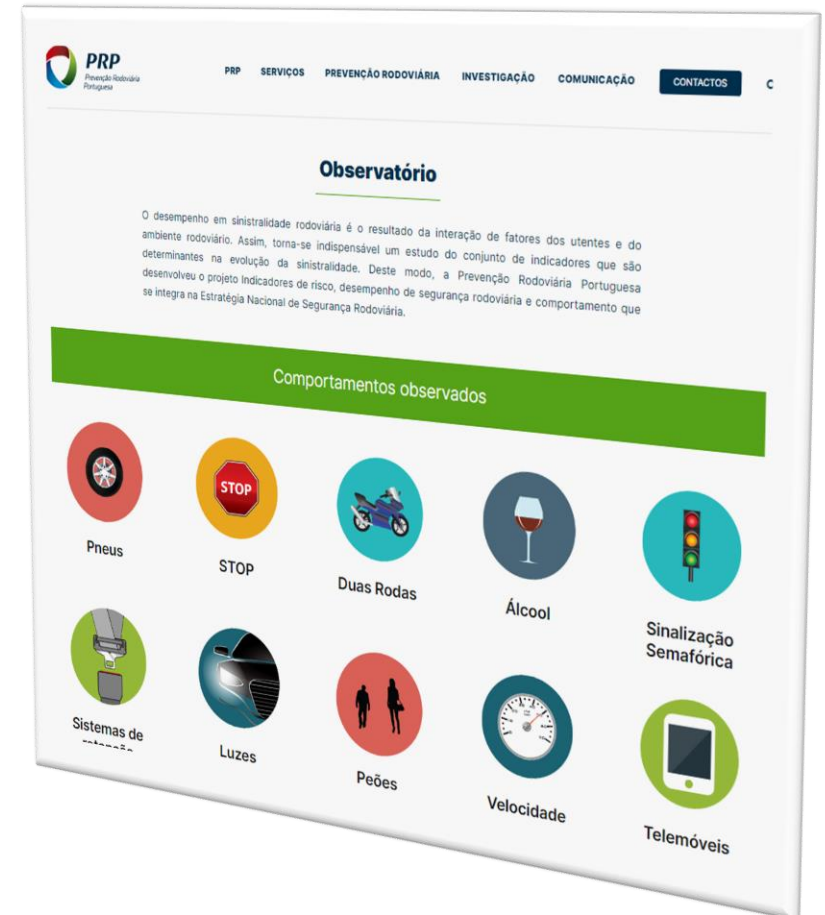 PRP
Prevenção Rodoviária
Portuguesa
PRP SERVIÇOS PREVENÇÃO RODOVIÁRIA INVESTIGAÇÃO COMUNICAÇÃO CONTACTOS
Observatório
O desempenho em sinistralidade rodoviária é o resultado da interação de fatores dos utentes e do
ambiente rodoviário. Assim, torna-se indispensável um estudo do conjunto de indicadores que são
determinantes na evolução da sinistralidade. Deste modo, a Prevenção Rodoviária Portuguesa
desenvolveu o projeto Indicadores de risco, desempenho de segurança rodoviária e comportamento que
se integra na Estratégia Nacional de Segurança Rodoviária.
Comportamentos observados
STOP
Pneus
STOP
Duas Rodas
Álcool
Sinalização
Semafórica
Sistemas de
Luzes
Peões
Velocidade
Telemóveis